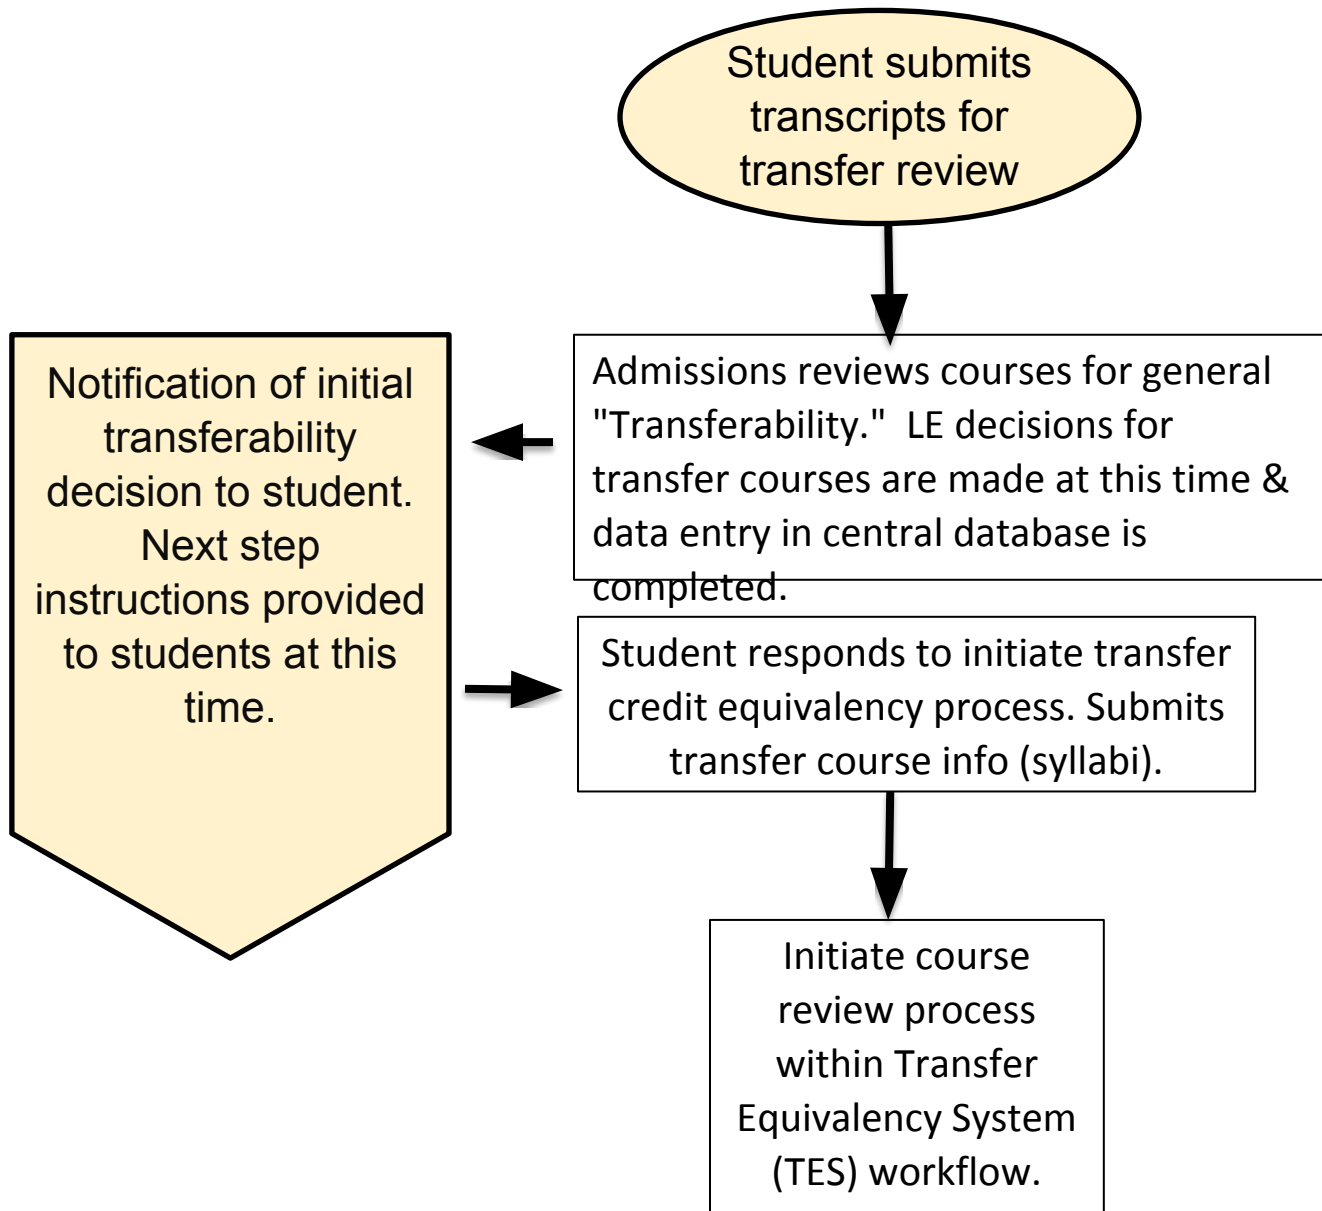 Student submits
transcripts for
transfer review
Admissions reviews courses for general
"Transferability."  LE decisions for
transfer courses are made at this time &
data entry in central database is
completed.
Notification of initial
transferability
decision to student.
Next step
instructions provided
to students at this
time.
Student responds to initiate transfer
credit equivalency process. Submits
transfer course info (syllabi).
Initiate course
review process
within Transfer
Equivalency System
(TES) workflow.